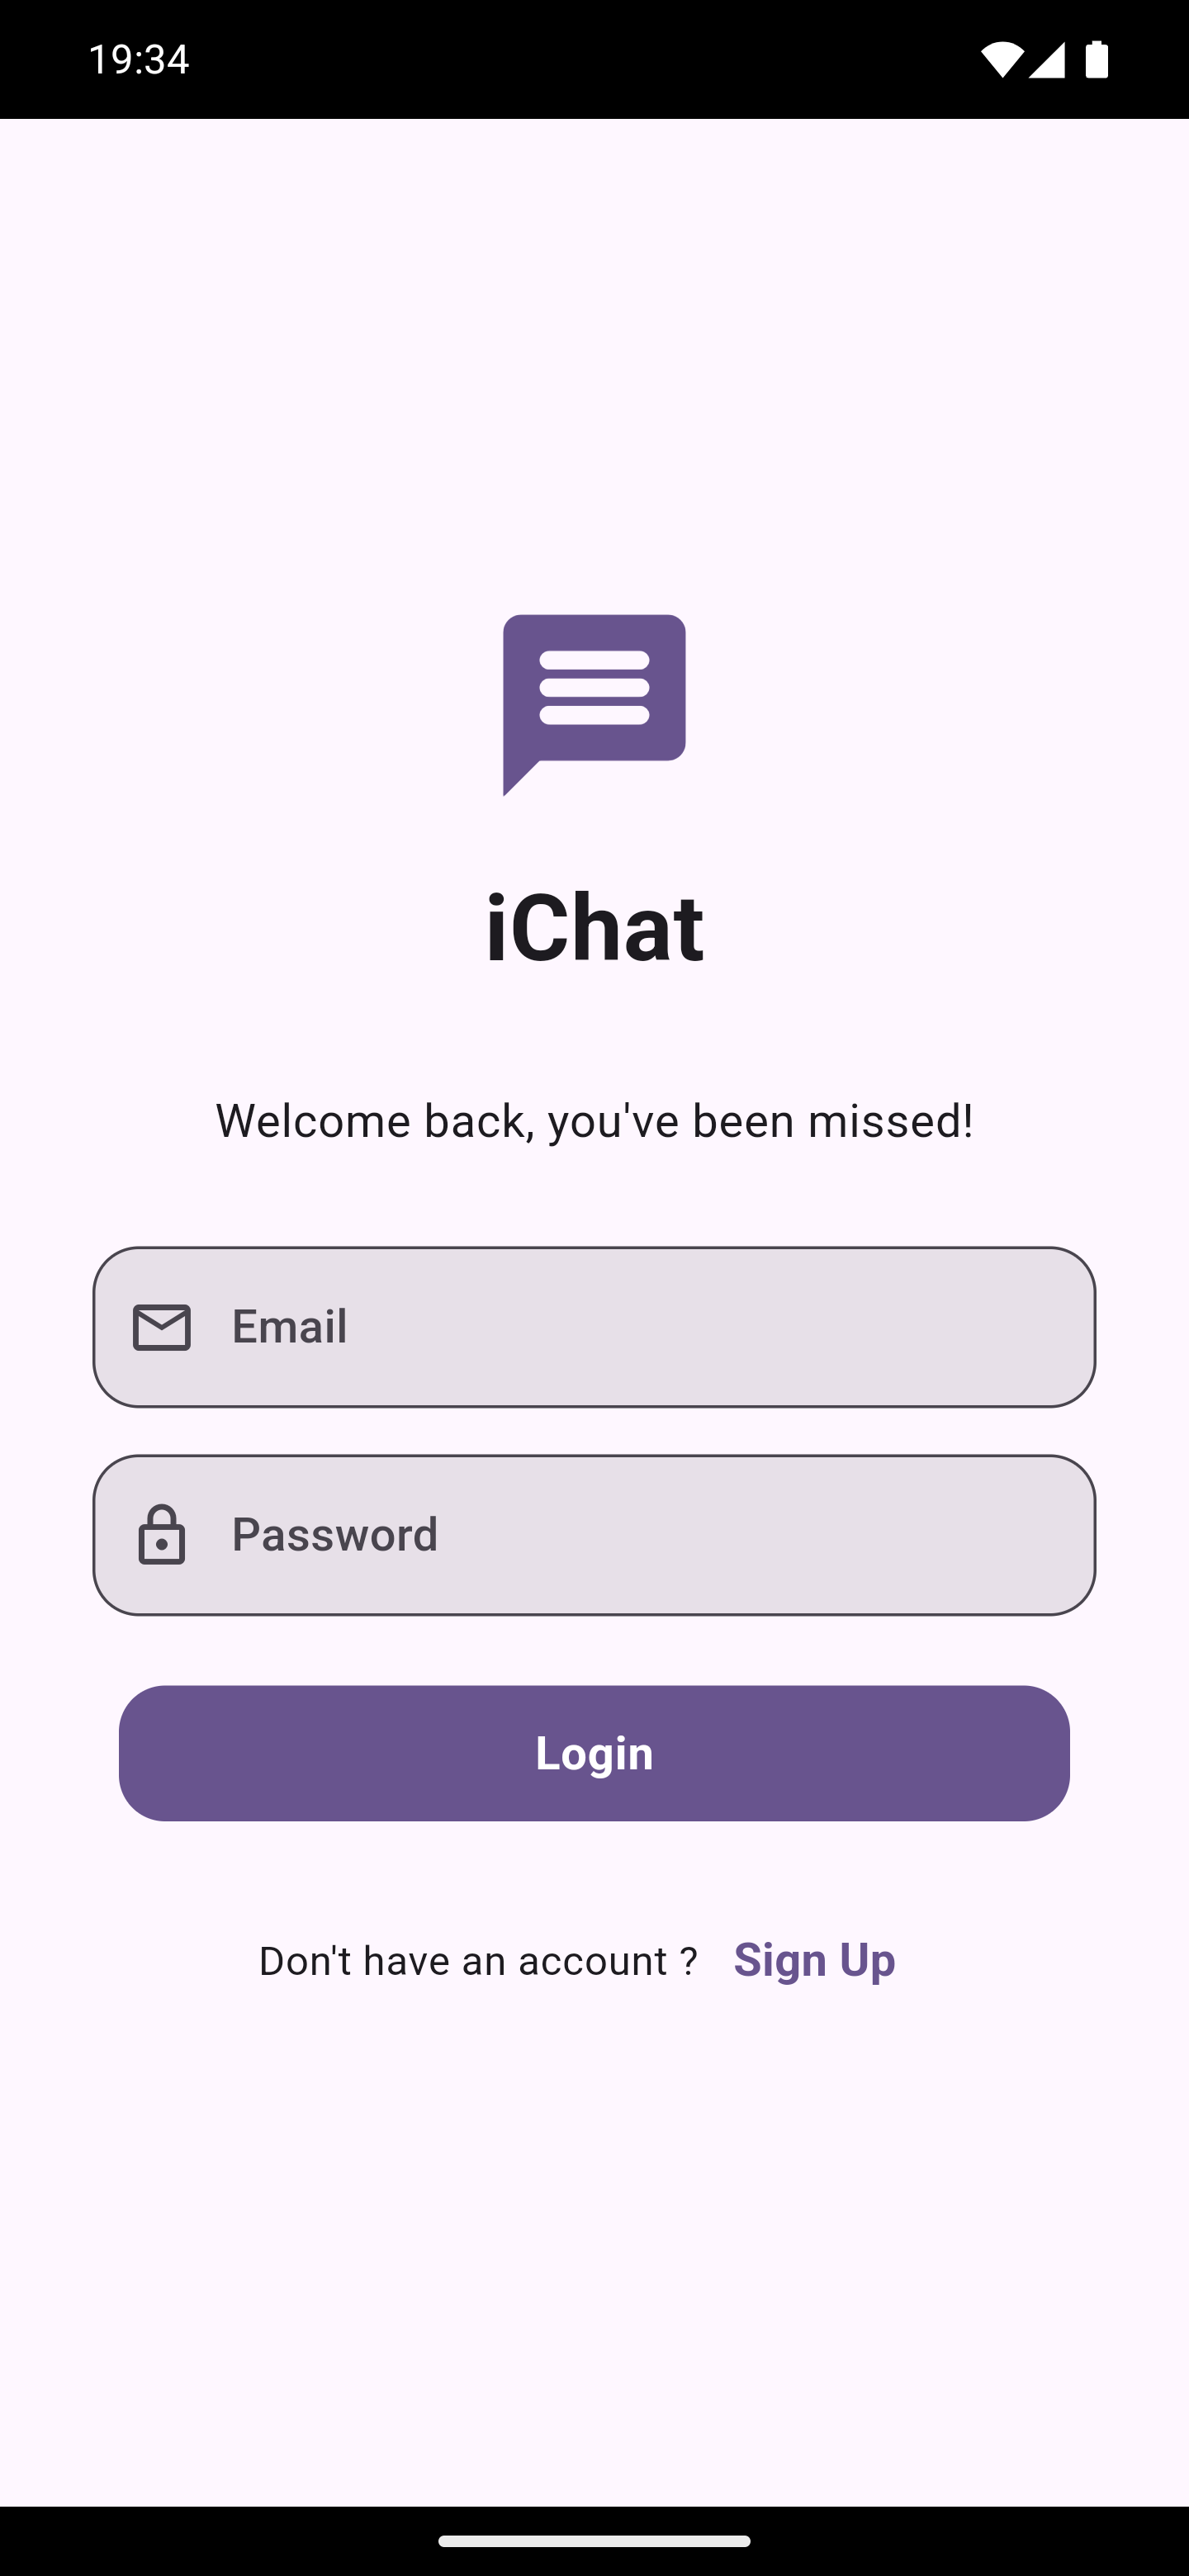 19:34
iChat
Welcome back, you've been missed!
Email
Password
Login
Don't have an account ? Sign Up